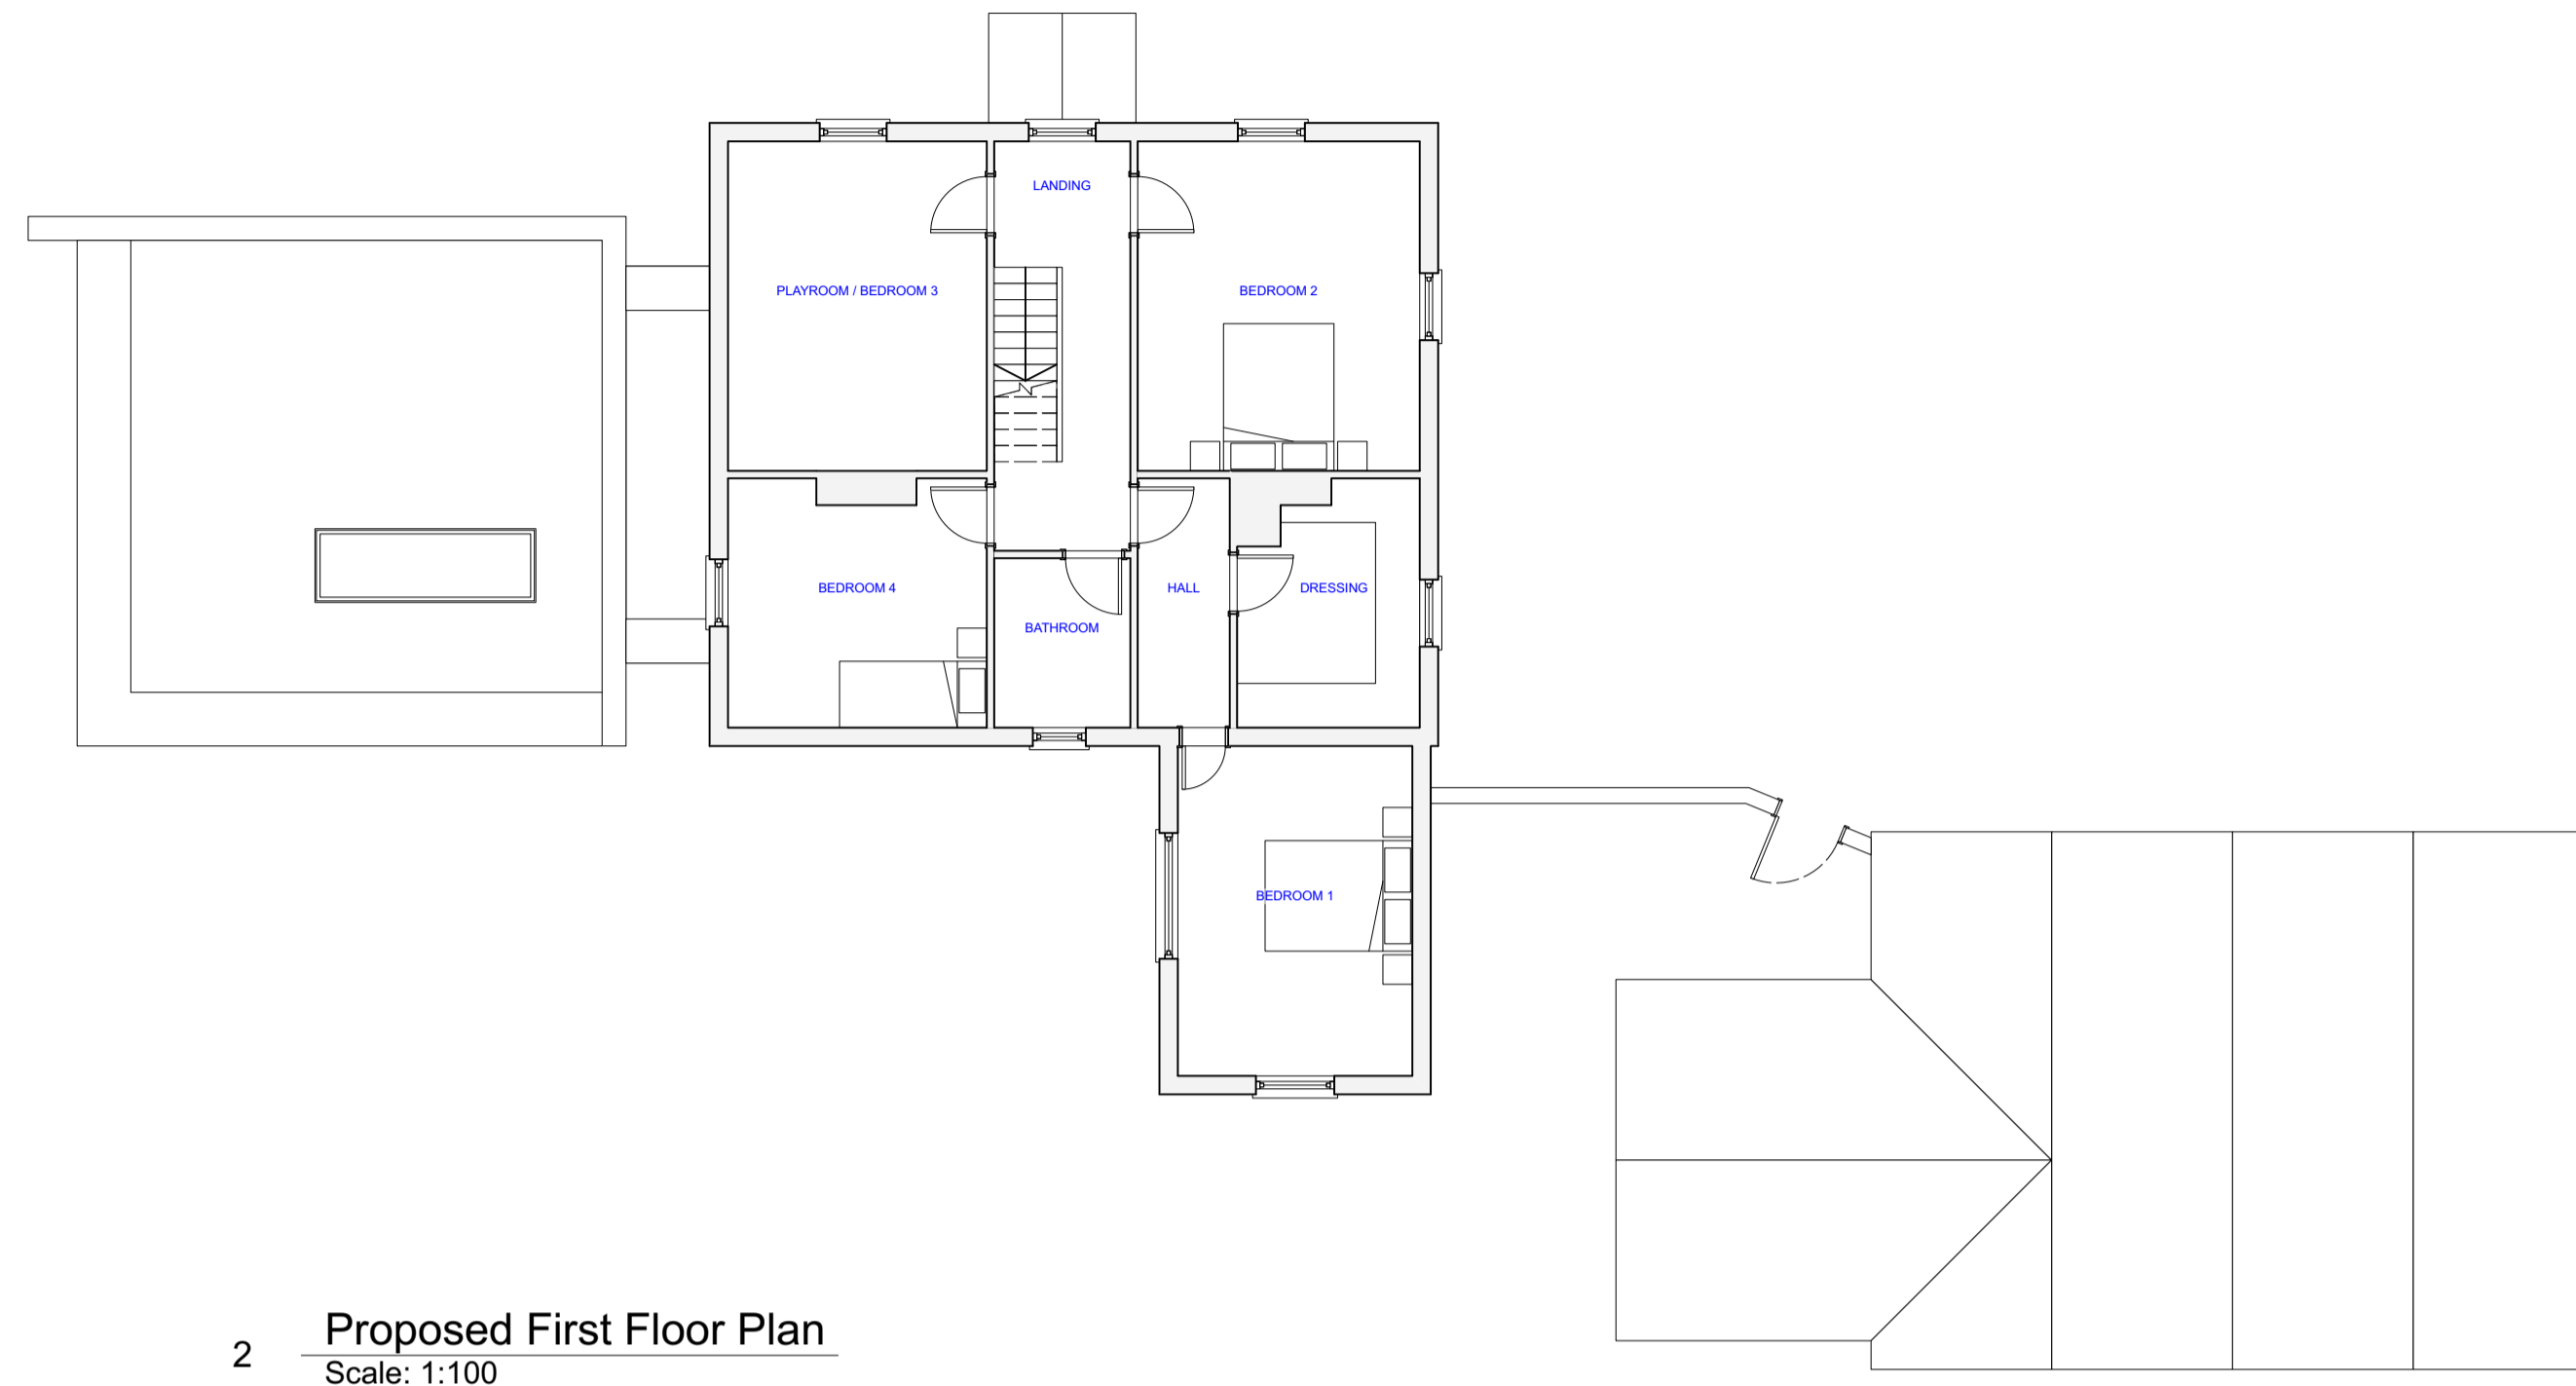 LANDING
PLAYROOM / BEDROOM 3
BEDROOM 2
BEDROOM 4
HALL
DRESSING
BATHROOM
BEDROOM 1
2
Proposed First Floor Plan
Scale: 1:100